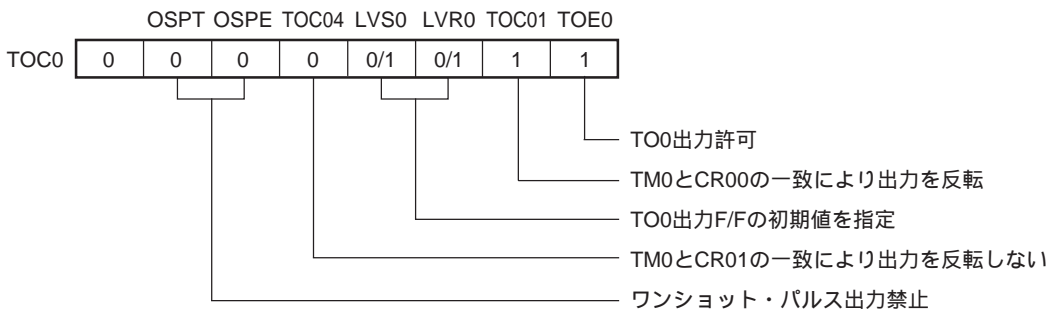 OSPT OSPE TOC04 LVS0 LVR0 TOC01 TOE0
TOC0 0 0 0 0 0/1 0/1 1 1
TO0出力許可
TM0とCR00の一致により出力を反転
TO0出力F/Fの初期値を指定
TM0とCR01の一致により出力を反転しない
ワンショット・パルス出力禁止